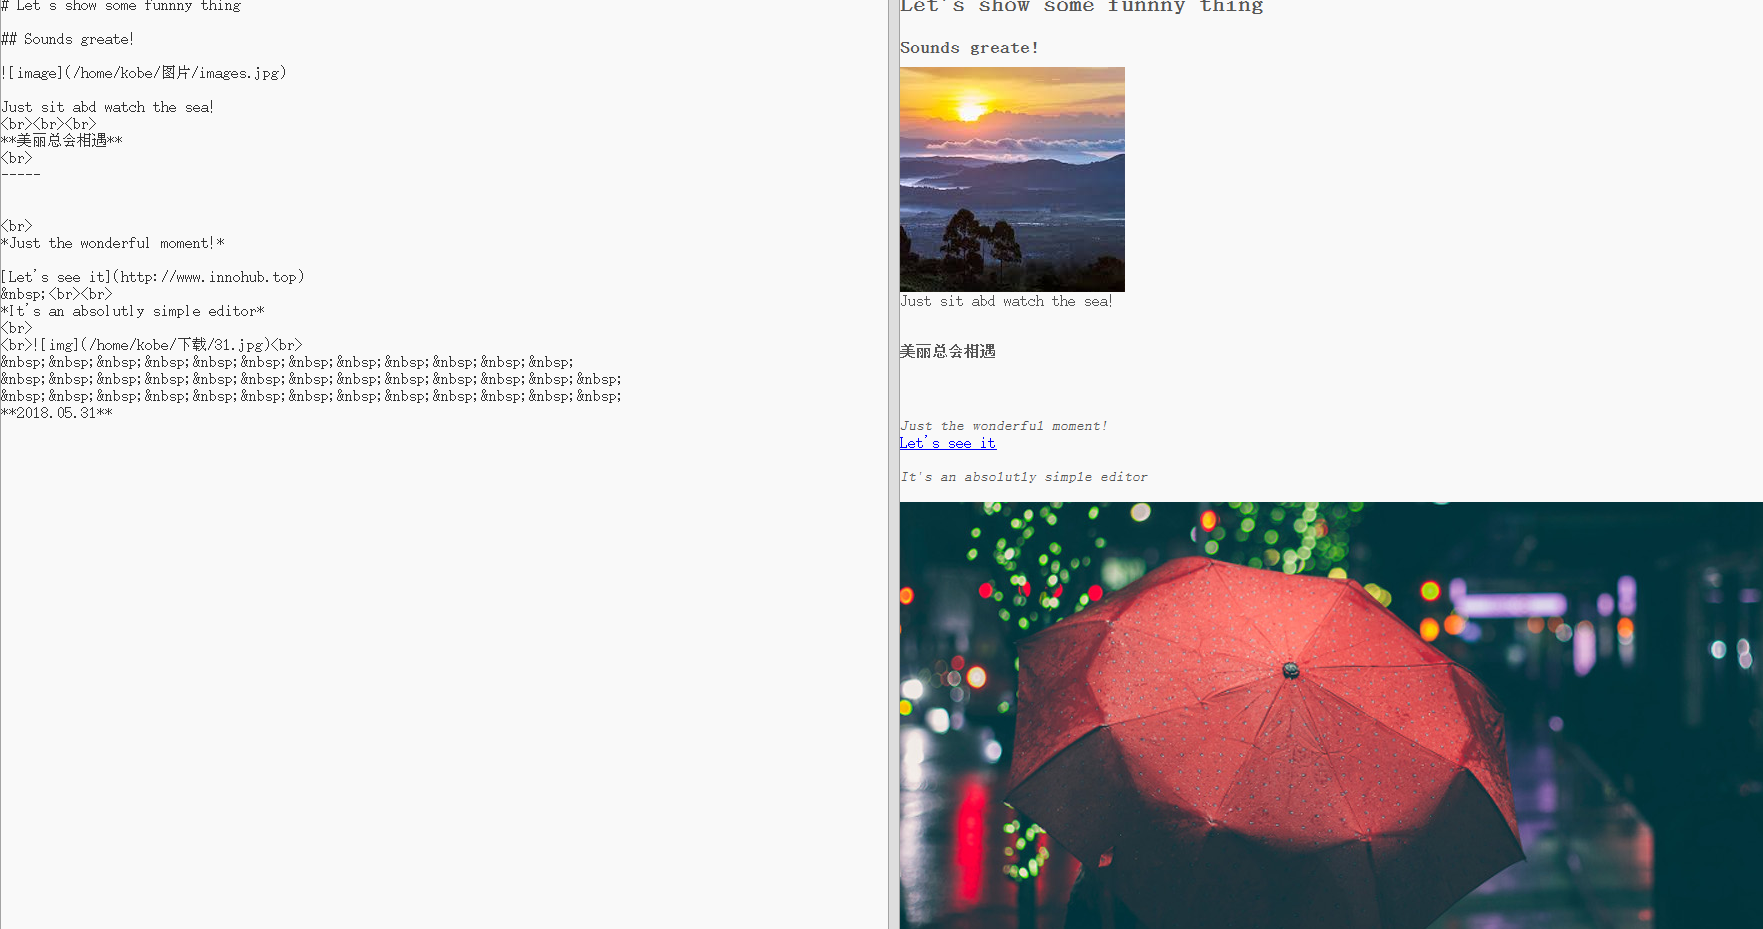 # Let's show some funnny thing
## Sounds greate!
![image](/home/kobe/图片/images.jpg)
Just sit abd watch the sea!
<br><br><br>
**美丽总会相遇**
<br>
-----
<br>
*Just the wonderful moment!*
[Let's see it](http://www.innohub.top)
&nbsp;<br><br>
*It's an absolutly simple editor*
<br>
<br>![img](/home/kobe/下载/31.jpg)<br>
&nbsp;&nbsp;&nbsp;&nbsp;&nbsp;&nbsp;&nbsp;&nbsp;&nbsp;&nbsp;&nbsp;&nbsp;
&nbsp;&nbsp;&nbsp;&nbsp;&nbsp;&nbsp;&nbsp;&nbsp;&nbsp;&nbsp;&nbsp;&nbsp;&nbsp;
&nbsp;&nbsp;&nbsp;&nbsp;&nbsp;&nbsp;&nbsp;&nbsp;&nbsp;&nbsp;&nbsp;&nbsp;&nbsp;
**2018.05.31**
Let's show some funnny thing
Sounds greate!
Just sit abd watch the sea!
美丽总会相遇
Just the wonderful moment!
Let's see it
It's an absolutly simple editor